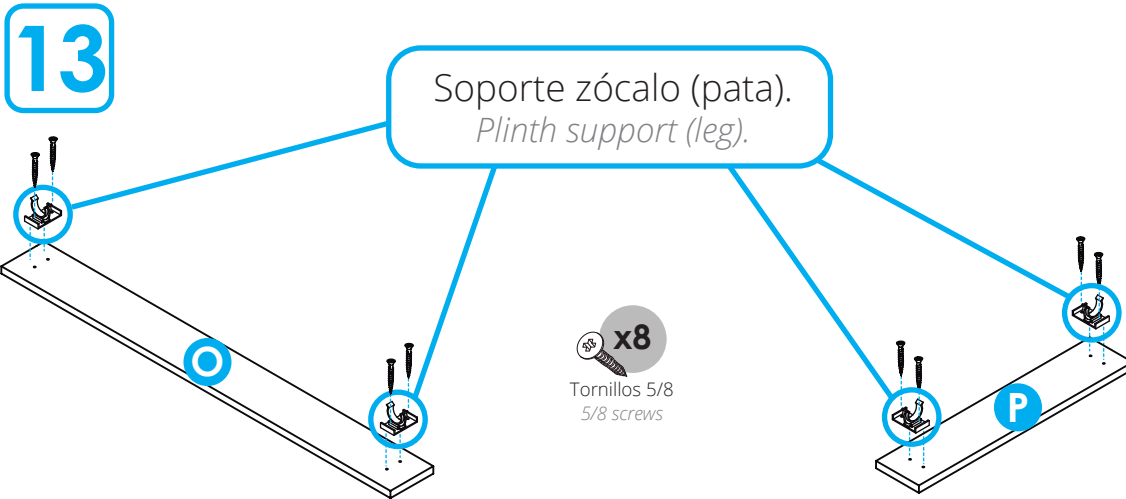 13
Soporte zócalo (pata).
Plinth support (leg).
O
x8
Tornillos 5/8
5/8 screws
P